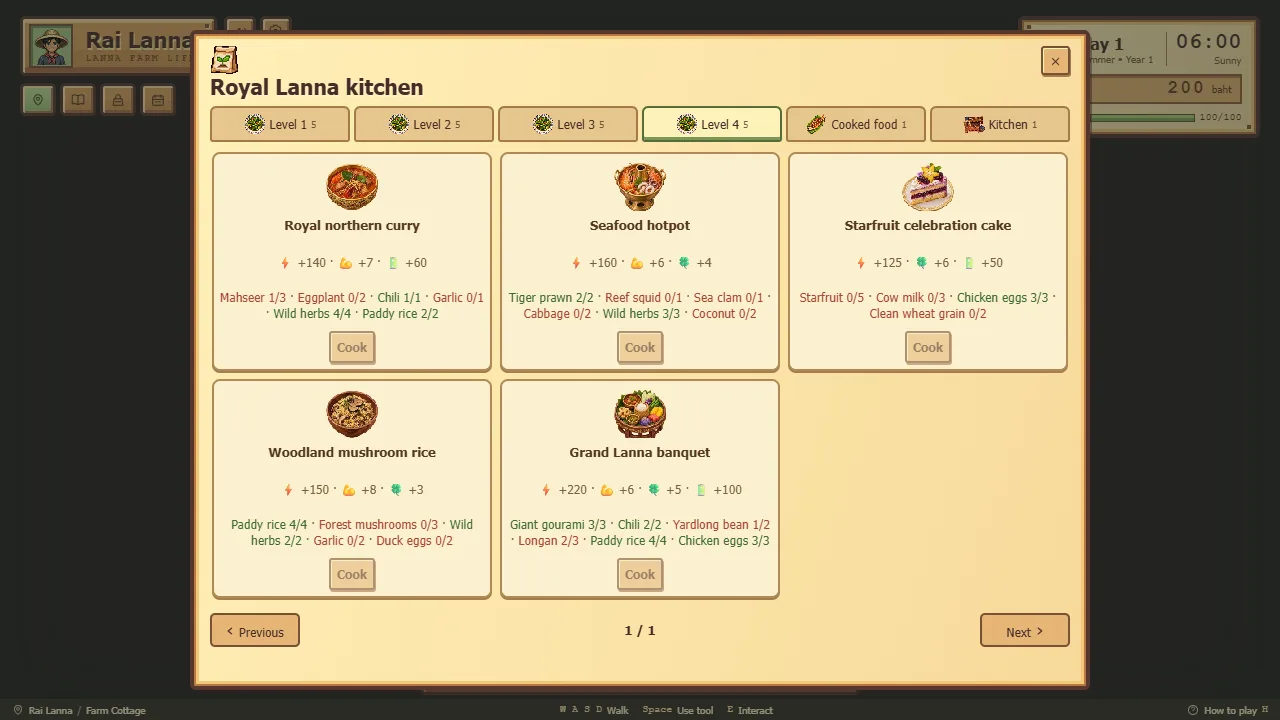 Rai Lanna
LANNA FARM LIF
ay 1
mmer • Year 1
06:00
Sunny
200 baht
100/100
Royal Lanna kitchen
×
Level 1 5
Level 2 5
Level 3 5
Level 4 5
Cooked food 1
Kitchen 1
Royal northern curry
+140 · +7 · +60
Mahseer 1/3 · Eggplant 0/2 · Chili 1/1 · Garlic 0/1
· Wild herbs 4/4 · Paddy rice 2/2
Cook
Seafood hotpot
+160 · +6 · +4
Tiger prawn 2/2 · Reef squid 0/1 · Sea clam 0/1 ·
Cabbage 0/2 · Wild herbs 3/3 · Coconut 0/2
Cook
Starfruit celebration cake
+125 · +6 · +50
Starfruit 0/5 · Cow milk 0/3 · Chicken eggs 3/3 ·
Clean wheat grain 0/2
Cook
Woodland mushroom rice
+150 · +8 · +3
Paddy rice 4/4 · Forest mushrooms 0/3 · Wild
herbs 2/2 · Garlic 0/2 · Duck eggs 0/2
Cook
Grand Lanna banquet
+220 · +6 · +5 · +100
Giant gourami 3/3 · Chili 2/2 · Yardlong bean 1/2
· Longan 2/3 · Paddy rice 4/4 · Chicken eggs 3/3
Cook
‹ Previous
1 / 1
Next ›
Rai Lanna / Farm Cottage
W A S D Walk Space Use tool E Interact
How to play H